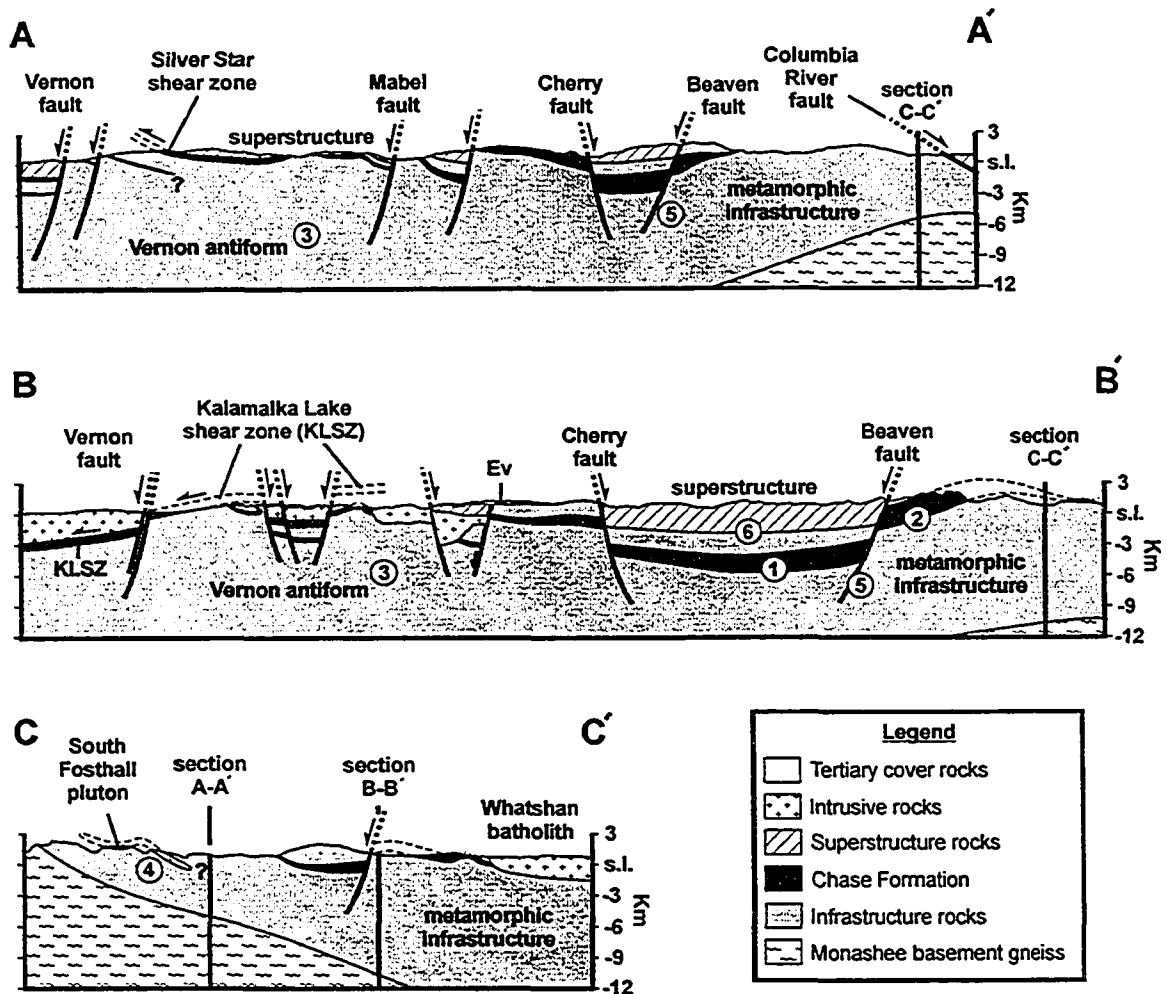 A
A′
Silver Star
shear zone
Vernon
fault
Mabel
fault
Cherry
fault
Beaven
fault
Columbia
River
fault
section
C-C′
superstructure
3
s.l.
-3
-6
-9
-12
Km
?
metamorphic
infrastructure
Vernon antiform
3
5
B
B′
Kalamalka Lake
shear zone (KLSZ)
Vernon
fault
Ev
Cherry
fault
superstructure
Beaven
fault
section
C-C′
3
s.l.
-3
-6
-9
-12
Km
KLSZ
Vernon antiform
3
6
1
2
5
metamorphic
infrastructure
C
C′
South
Fosthall
pluton
section
A-A′
section
B-B′
Whatshan
batholith
3
s.l.
-3
-6
-9
-12
Km
4
?
metamorphic
infrastructure
Legend
Tertiary cover rocks
Intrusive rocks
Superstructure rocks
Chase Formation
Infrastructure rocks
Monashee basement gneiss